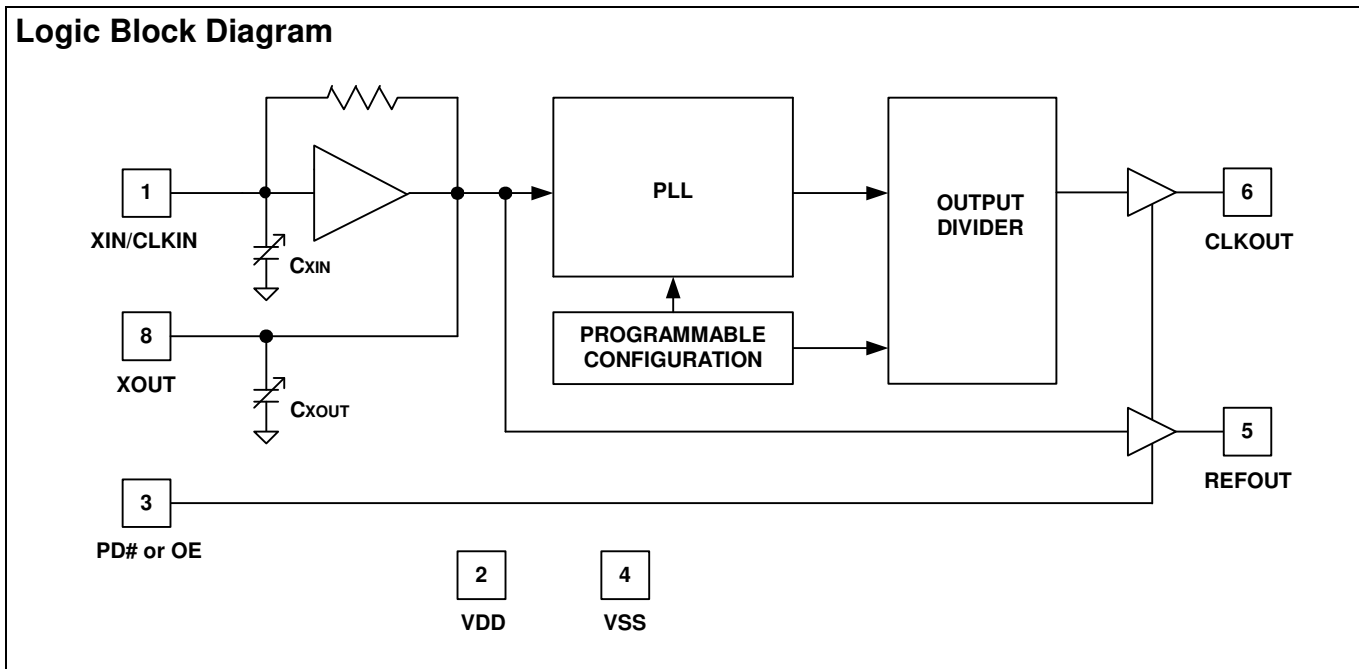 Logic Block Diagram
1
XIN/CLKIN
CXIN
PLL
OUTPUT
DIVIDER
6
CLKOUT
8
XOUT
CXOUT
PROGRAMMABLE
CONFIGURATION
5
REFOUT
3
PD# or OE
2
VDD
4
VSS